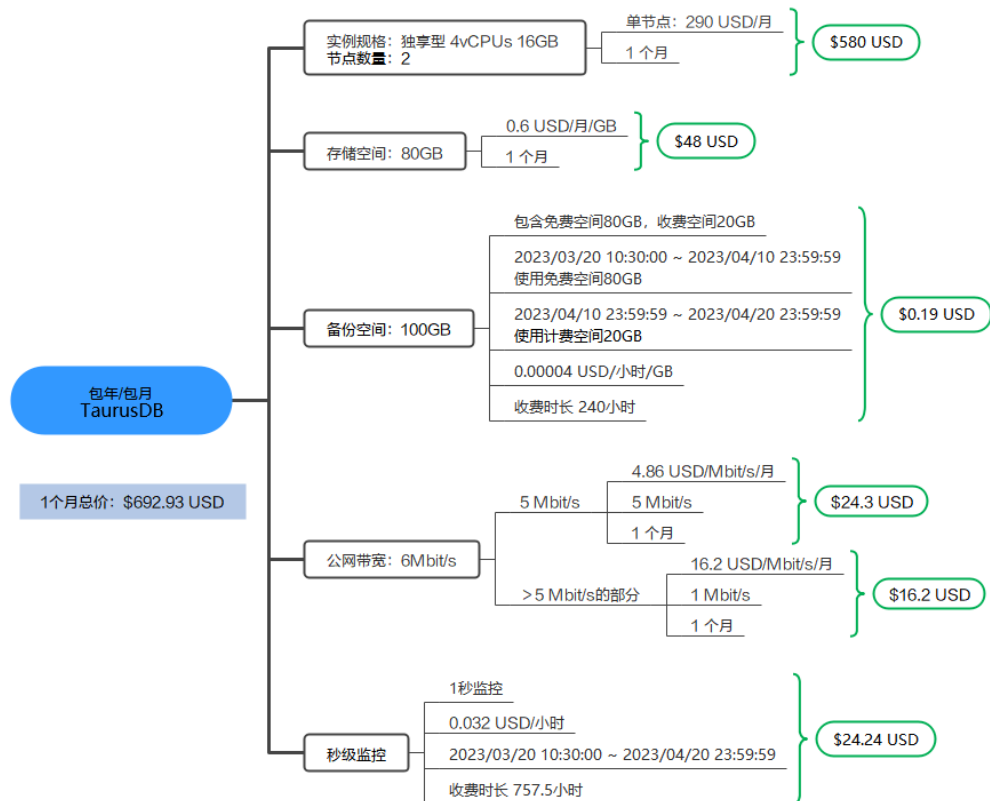 包年/包月
TaurusDB
1个月总价：$692.93 USD
实例规格：独享型 4vCPUs 16GB
节点数量：2
单节点：290 USD/月
1 个月
$580 USD
存储空间：80GB
0.6 USD/月/GB
1 个月
$48 USD
备份空间：100GB
包含免费空间80GB，收费空间20GB
2023/03/20 10:30:00 ~ 2023/04/10 23:59:59
使用免费空间80GB
2023/04/10 23:59:59 ~ 2023/04/20 23:59:59
使用计费空间20GB
0.00004 USD/小时/GB
收费时长 240小时
$0.19 USD
公网带宽：6Mbit/s
5 Mbit/s
4.86 USD/Mbit/s/月
5 Mbit/s
1 个月
$24.3 USD
＞5 Mbit/s的部分
16.2 USD/Mbit/s/月
1 Mbit/s
1 个月
$16.2 USD
秒级监控
1秒监控
0.032 USD/小时
2023/03/20 10:30:00 ~ 2023/04/20 23:59:59
收费时长 757.5小时
$24.24 USD